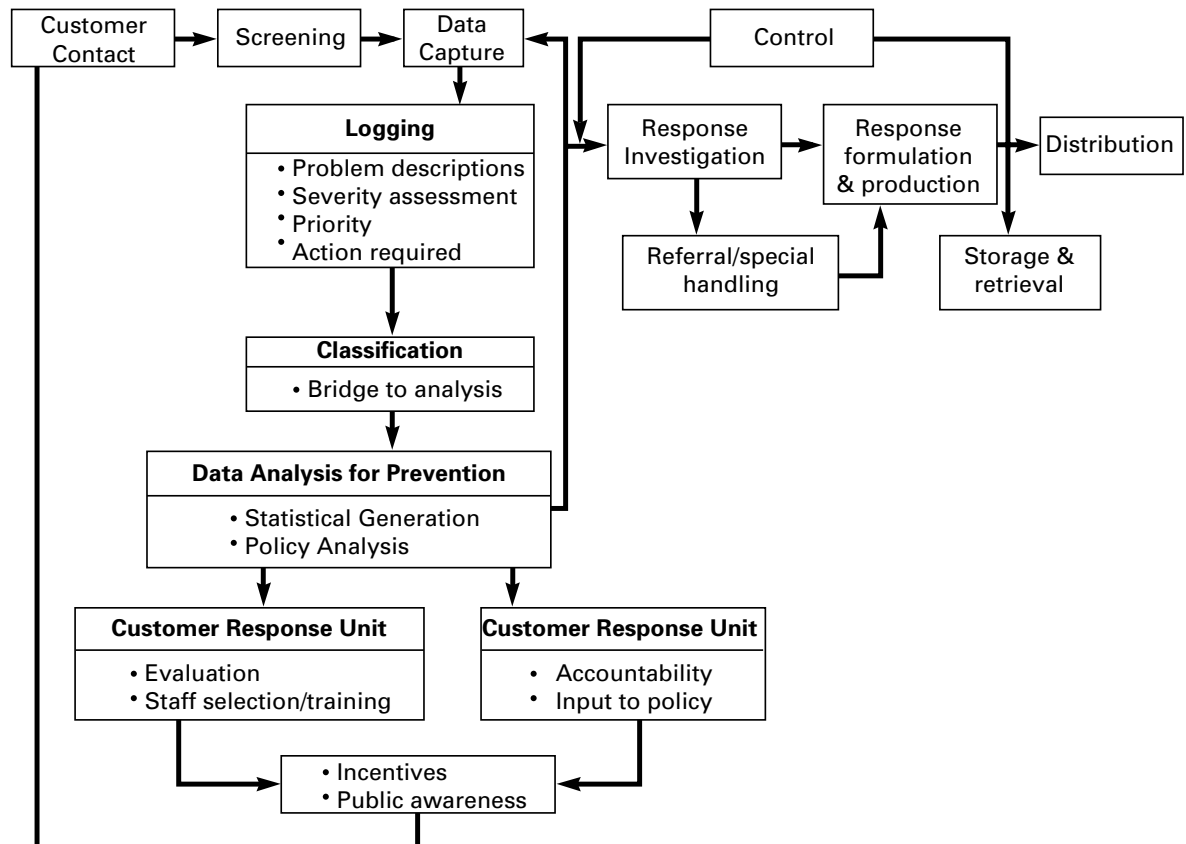 Customer
Contact
Screening
Data
Capture
Control
Logging
• Problem descriptions
• Severity assessment
• Priority
• Action required
Response
Investigation
Response
formulation
& production
Distribution
Referral/special
handling
Storage &
retrieval
Classification
• Bridge to analysis
Data Analysis for Prevention
• Statistical Generation
• Policy Analysis
Customer Response Unit
• Evaluation
• Staff selection/training
Customer Response Unit
• Accountability
• Input to policy
• Incentives
• Public awareness